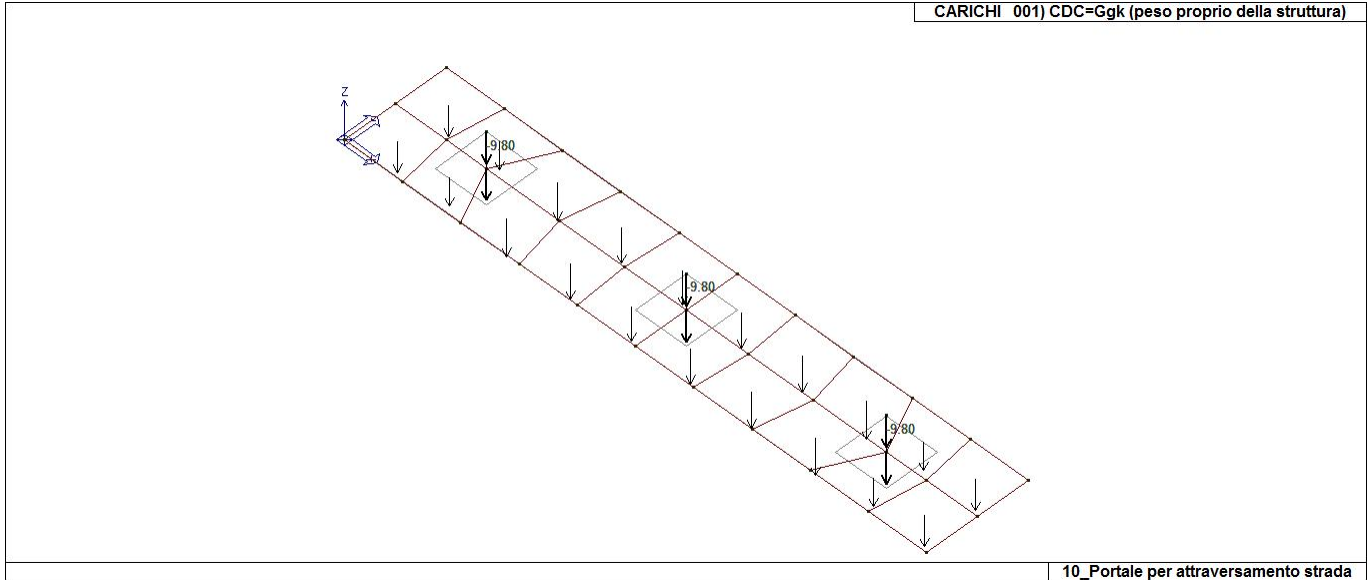 CARICHI 001) CDC=Ggk (peso proprio della struttura)
Z
-9.80
-9.80
-9.80
10_Portale per attraversamento strada